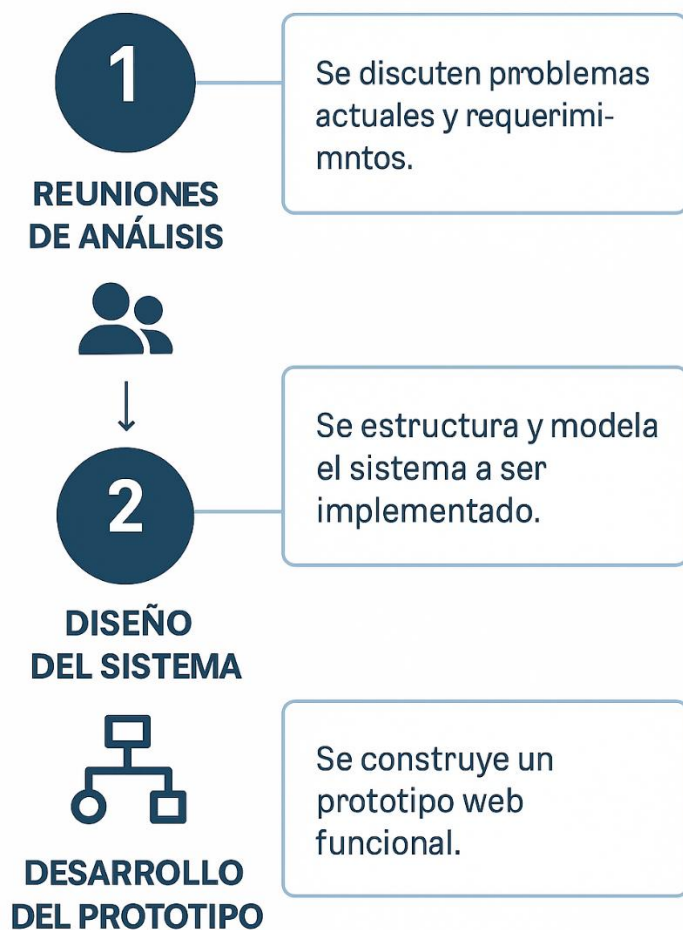 1
REUNIONES
DE ANÁLISIS
Se discuten prroblemas
actuales y requerimi-
mntos.
2
DISEÑO
DEL SISTEMA
Se estructura y modela
el sistema a ser
implementado.
DESARROLLO
DEL PROTOTIPO
Se construye un
prototipo web
funcional.